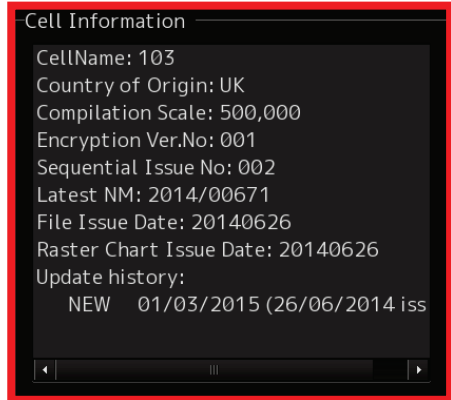 Cell Information
CellName: 103
Country of Origin: UK
Compilation Scale: 500,000
Encryption Ver.No: 001
Sequential Issue No: 002
Latest NM: 2014/00671
File Issue Date: 20140626
Raster Chart Issue Date: 20140626
Update history:
NEW 01/03/2015 (26/06/2014 iss